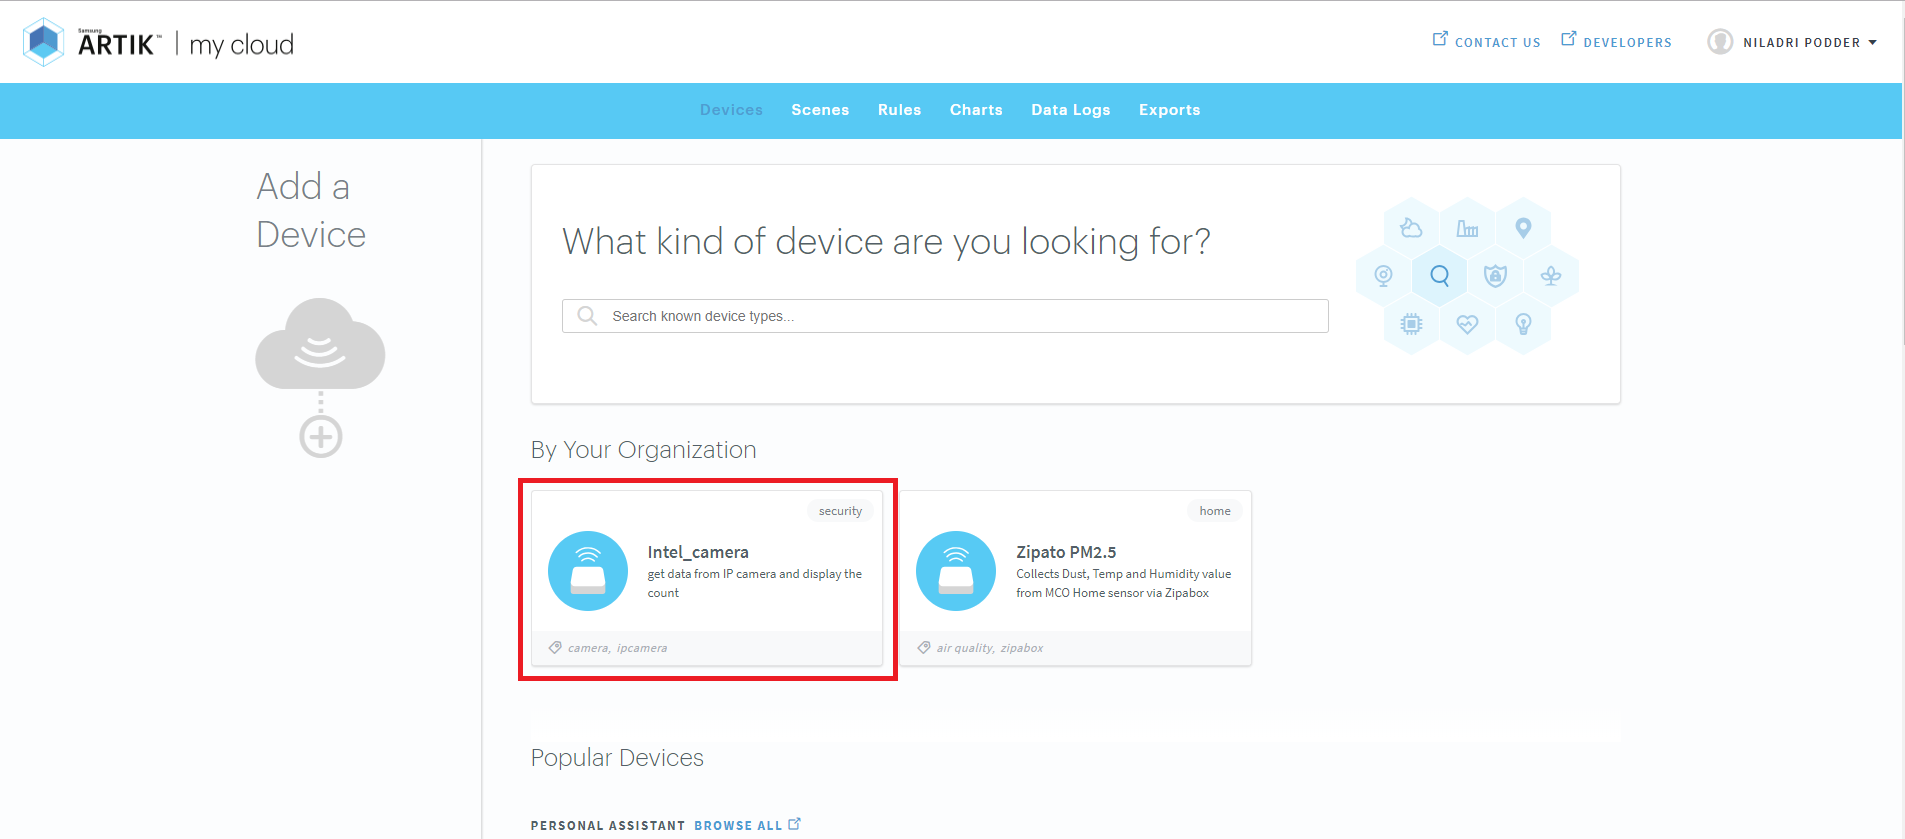 Samsung
ARTIK™ | my cloud
CONTACT US
DEVELOPERS
NILADRI PODDER
Devices Scenes Rules Charts Data Logs Exports
Add a
Device
What kind of device are you looking for?
Search known device types...
By Your Organization
security
Intel_camera
get data from IP camera and display the
count
camera, ipcamera
home
Zipato PM2.5
Collects Dust, Temp and Humidity value
from MCO Home sensor via Zipabox
air quality, zipabox
Popular Devices
PERSONAL ASSISTANT BROWSE ALL